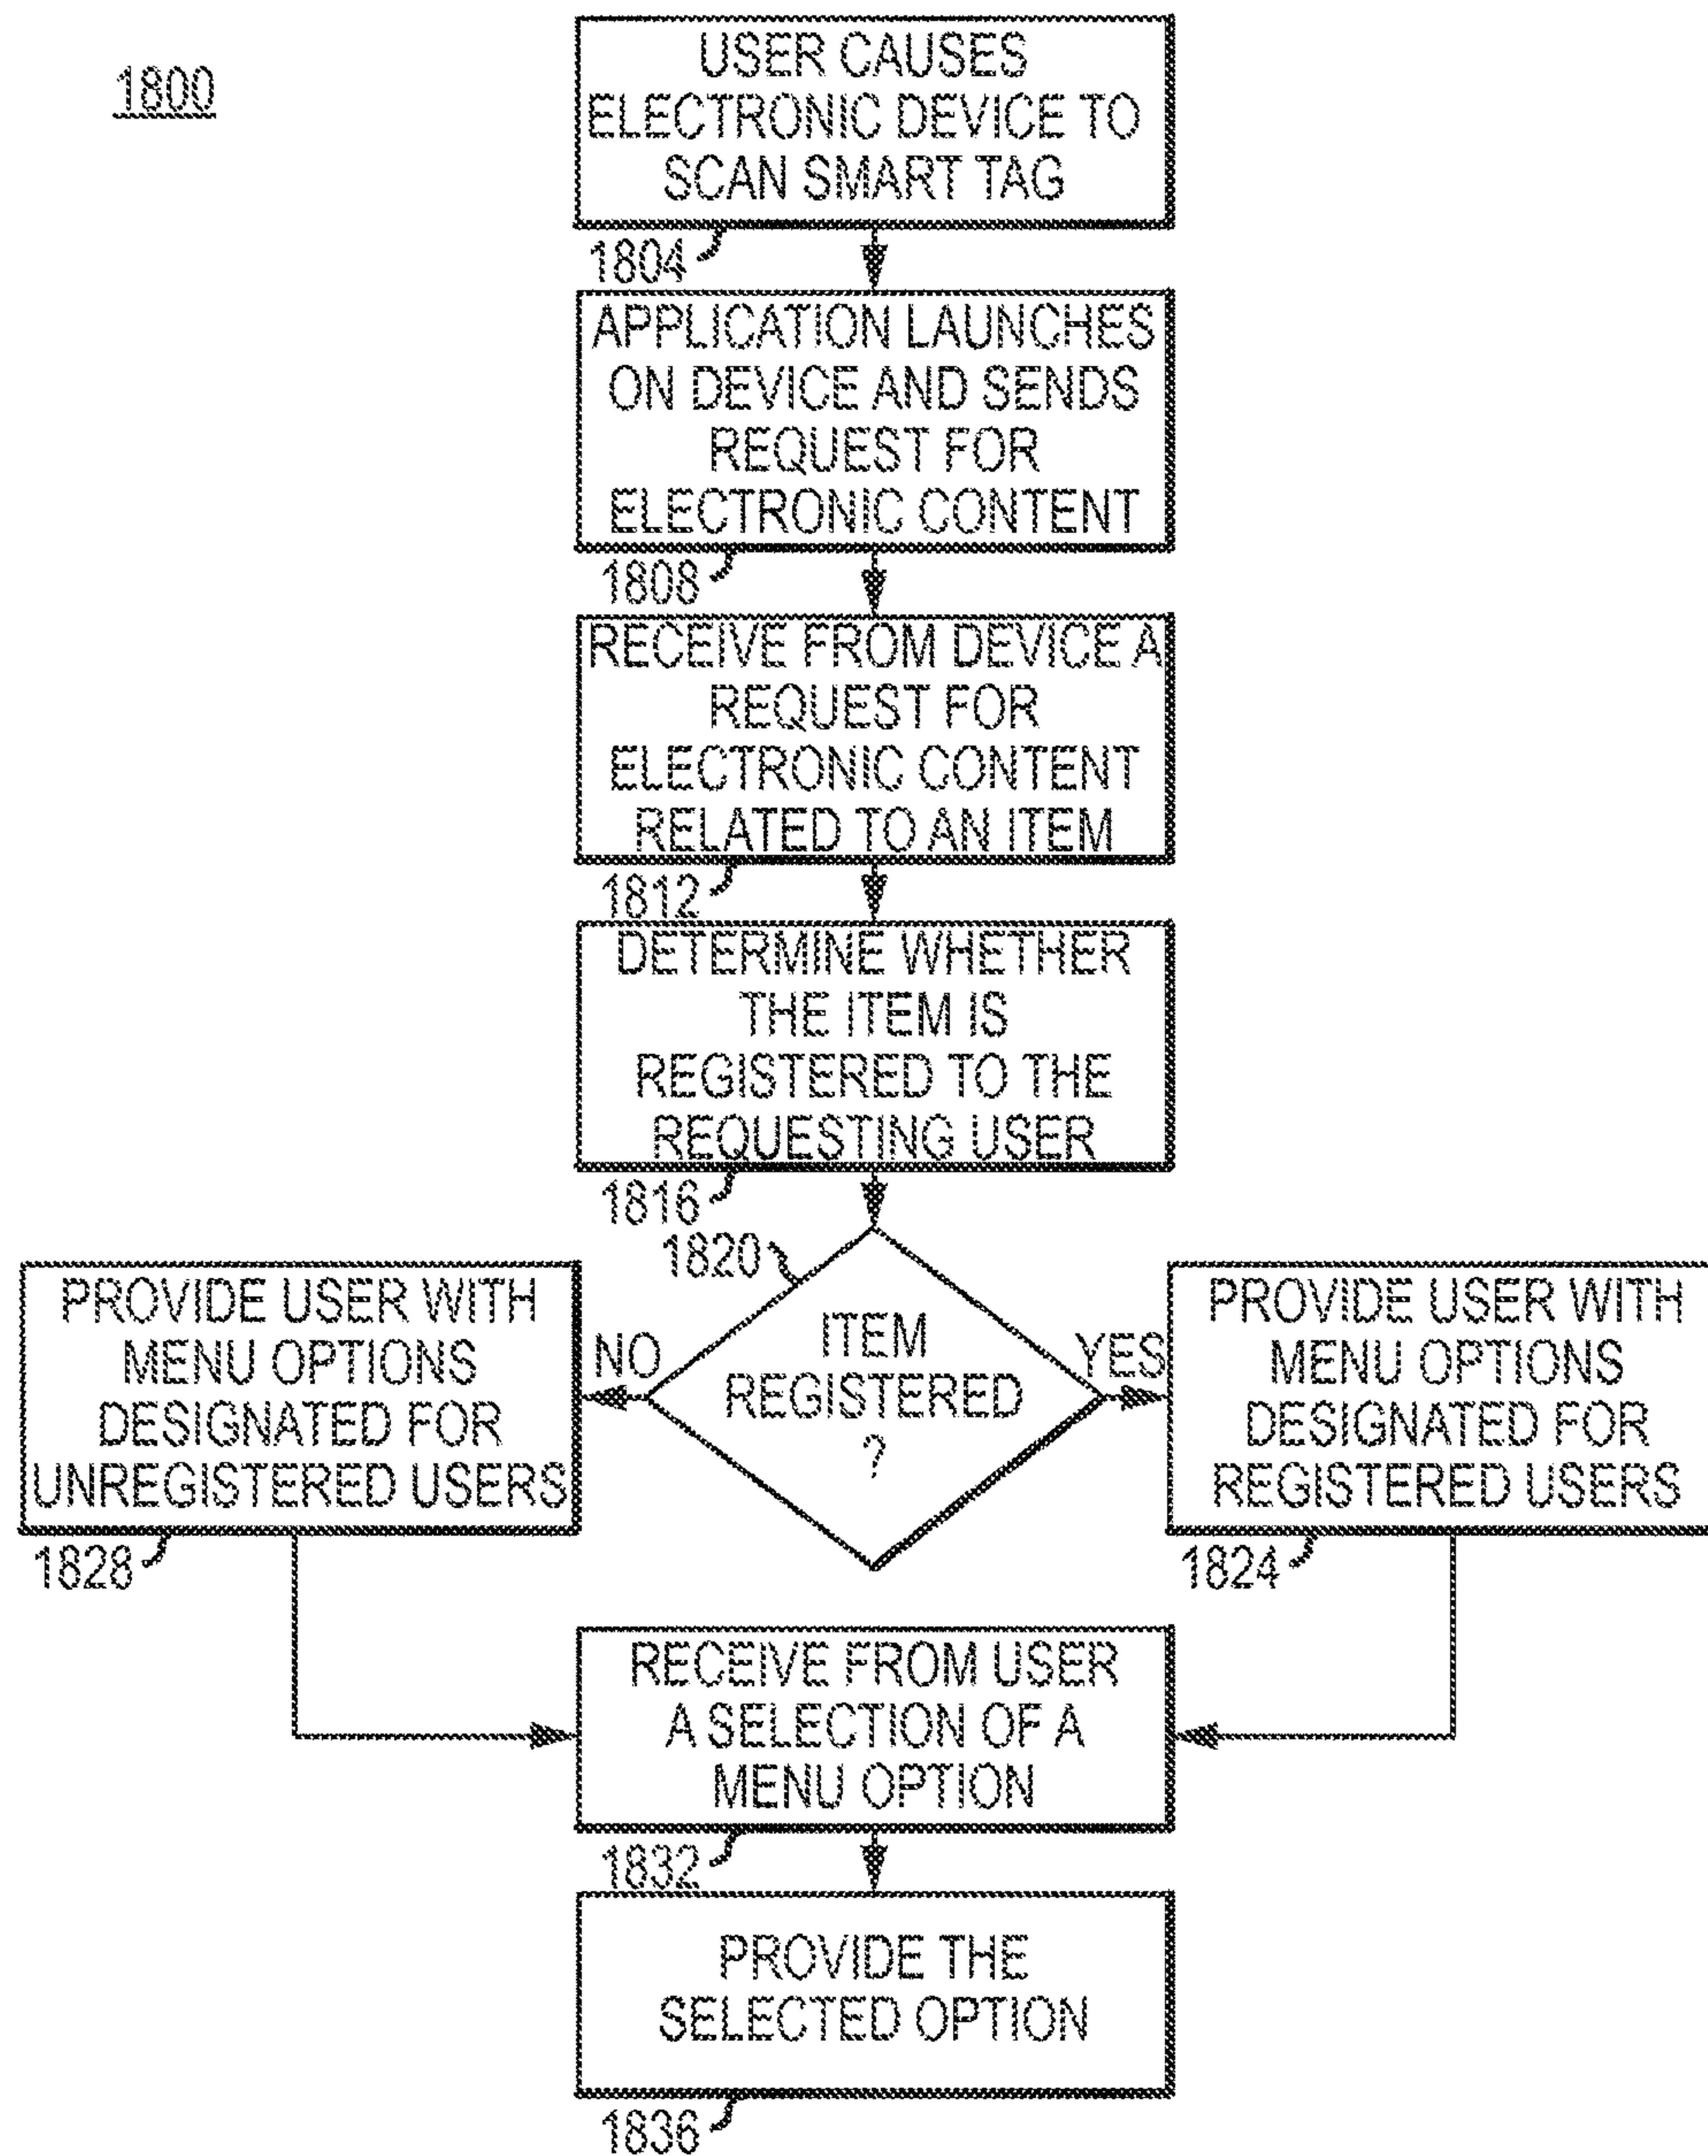 1800
USER CAUSES
ELECTRONIC DEVICE TO
SCAN SMART TAG
1804
APPLICATION LAUNCHES
ON DEVICE AND SENDS
REQUEST FOR
ELECTRONIC CONTENT
1808
RECEIVE FROM DEVICE A
REQUEST FOR
ELECTRONIC CONTENT
RELATED TO AN ITEM
1812
DETERMINE WHETHER
THE ITEM IS
REGISTERED TO THE
REQUESTING USER
1816
1820
ITEM
REGISTERED
?
NO
YES
PROVIDE USER WITH
MENU OPTIONS
DESIGNATED FOR
UNREGISTERED USERS
1828
PROVIDE USER WITH
MENU OPTIONS
DESIGNATED FOR
REGISTERED USERS
1824
RECEIVE FROM USER
A SELECTION OF A
MENU OPTION
1832
PROVIDE THE
SELECTED OPTION
1836